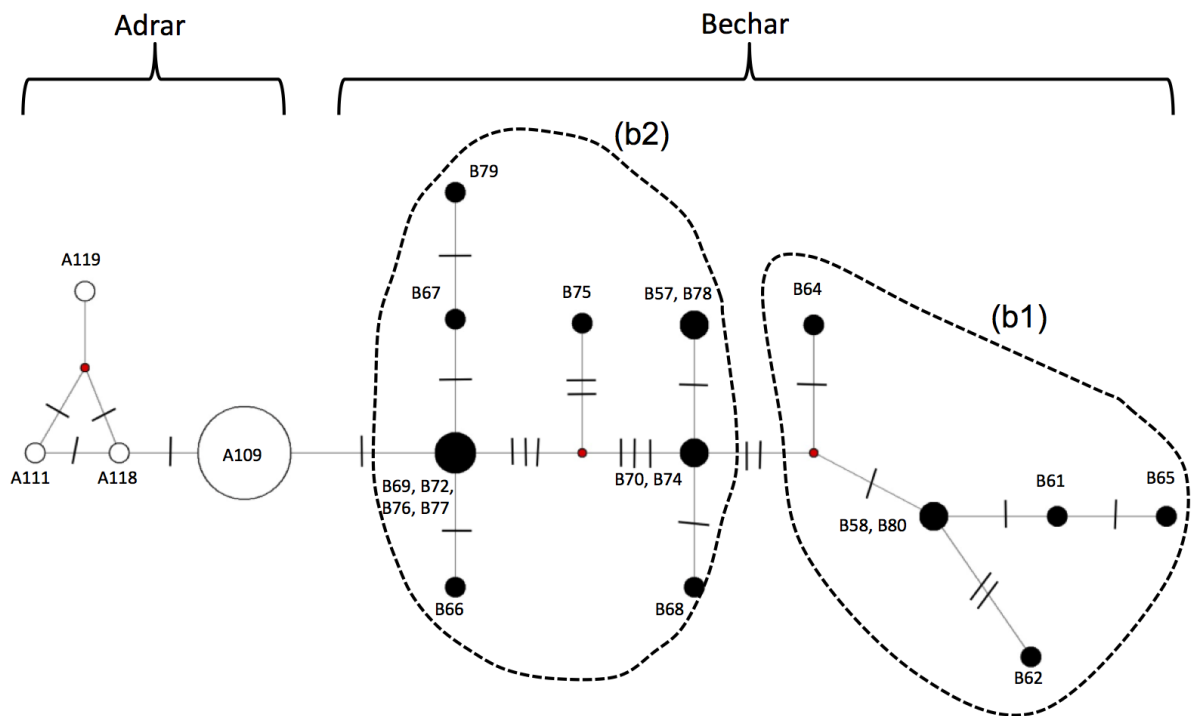 Adrar
Bechar
(b2)
B79
A119
B67
B75
B57, B78
B64
(b1)
A111
A118
A109
B69, B72,
B76, B77
B70, B74
B58, B80
B61
B65
B66
B68
B62